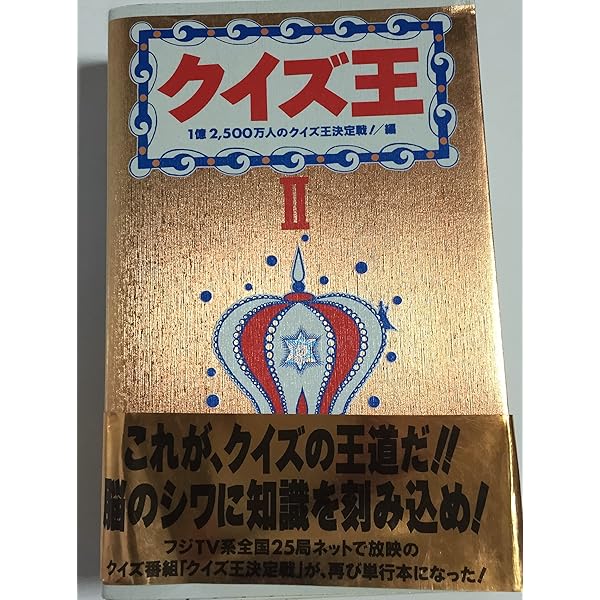 クイズ王
1億2,500万人のクイズ王決定戦!/編
II
これが、クイズの王道だ!!
脳のシワに知識を刻み込め!
フジTV系全国25局ネットで放映の
クイズ番組「クイズ王決定戦」が、再び単行本になった!